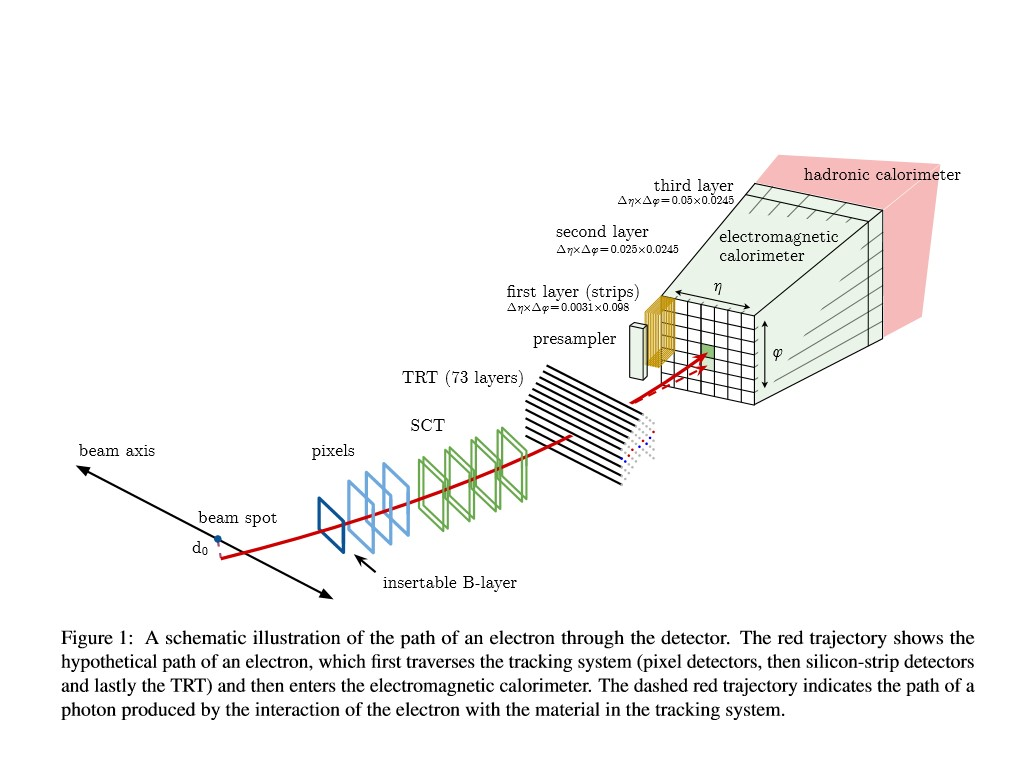 hadronic calorimeter
third layer
Δη×Δφ=0.05×0.0245
second layer
Δη×Δφ=0.025×0.0245
electromagnetic
calorimeter
first layer (strips)
Δη×Δφ=0.0031×0.098
η
presampler
φ
TRT (73 layers)
SCT
beam axis
pixels
beam spot
d₀
insertable B-layer
Figure 1: A schematic illustration of the path of an electron through the detector. The red trajectory shows the
hypothetical path of an electron, which first traverses the tracking system (pixel detectors, then silicon-strip detectors
and lastly the TRT) and then enters the electromagnetic calorimeter. The dashed red trajectory indicates the path of a
photon produced by the interaction of the electron with the material in the tracking system.